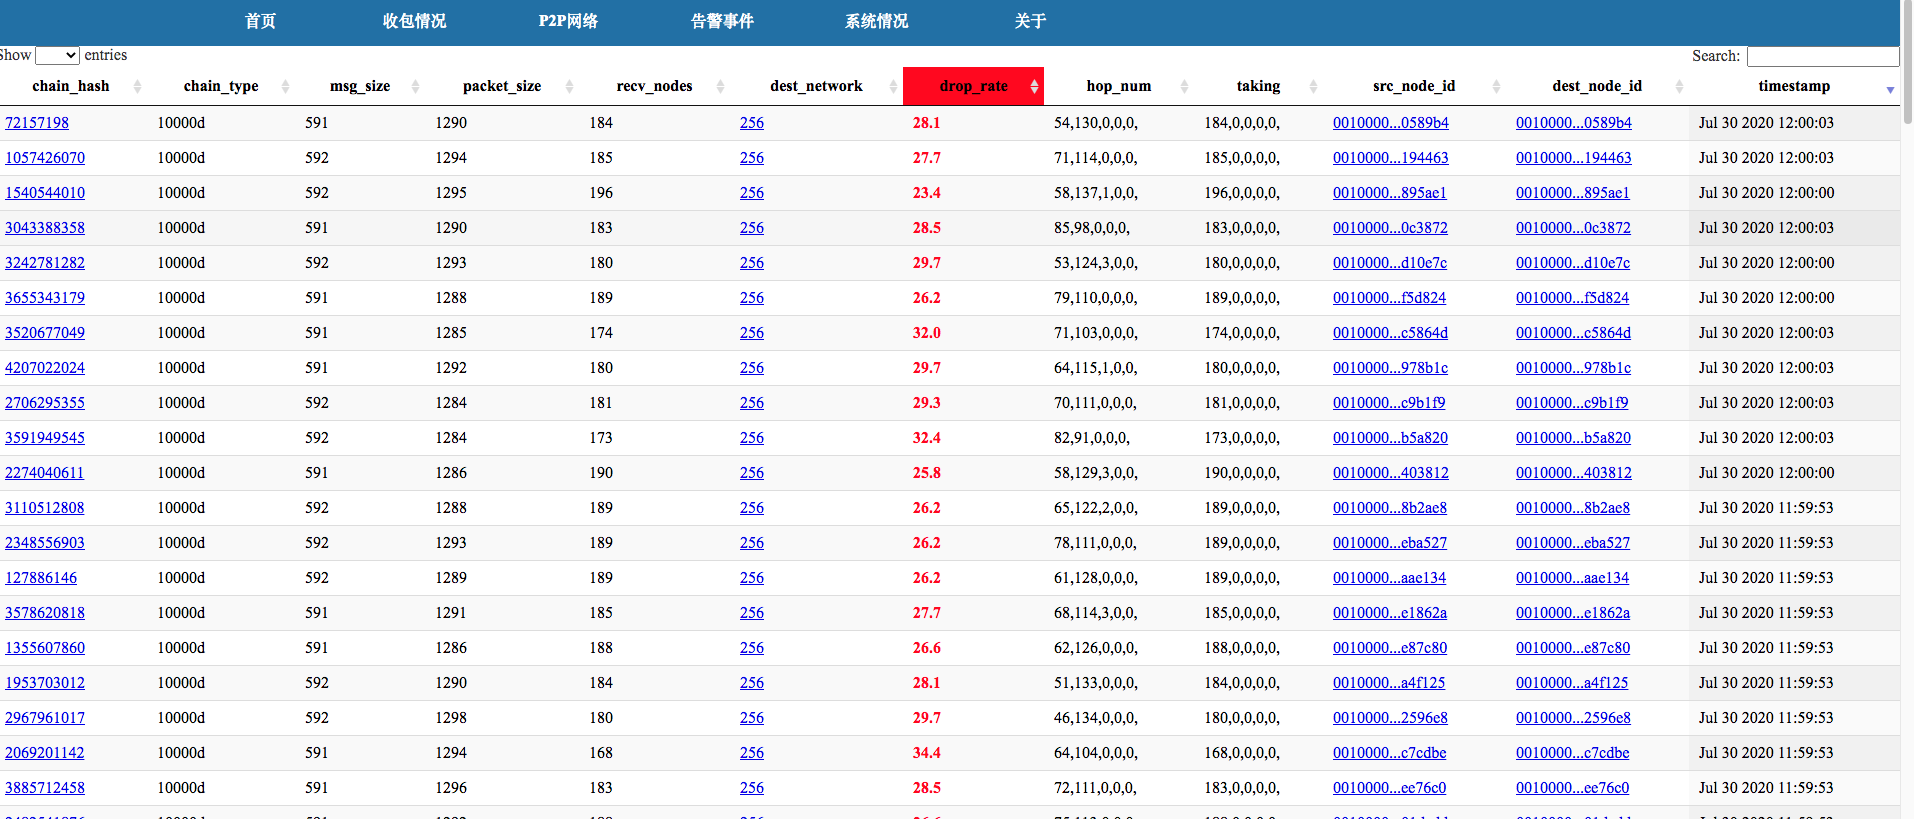 首页 收包情况 P2P网络 告警事件 系统情况 关于
Show entries Search:
chain_hash chain_type msg_size packet_size recv_nodes dest_network drop_rate hop_num taking src_node_id dest_node_id timestamp
72157198 10000d 591 1290 184 256 28.1 54,130,0,0,0, 184,0,0,0,0, 0010000...0589b4 0010000...0589b4 Jul 30 2020 12:00:03
1057426070 10000d 592 1294 185 256 27.7 71,114,0,0,0, 185,0,0,0,0, 0010000...194463 0010000...194463 Jul 30 2020 12:00:03
1540544010 10000d 592 1295 196 256 23.4 58,137,1,0,0, 196,0,0,0,0, 0010000...895ae1 0010000...895ae1 Jul 30 2020 12:00:00
3043388358 10000d 591 1290 183 256 28.5 85,98,0,0,0, 183,0,0,0,0, 0010000...0c3872 0010000...0c3872 Jul 30 2020 12:00:03
3242781282 10000d 592 1293 180 256 29.7 53,124,3,0,0, 180,0,0,0,0, 0010000...d10e7c 0010000...d10e7c Jul 30 2020 12:00:00
3655343179 10000d 591 1288 189 256 26.2 79,110,0,0,0, 189,0,0,0,0, 0010000...f5d824 0010000...f5d824 Jul 30 2020 12:00:00
3520677049 10000d 591 1285 174 256 32.0 71,103,0,0,0, 174,0,0,0,0, 0010000...c5864d 0010000...c5864d Jul 30 2020 12:00:03
4207022024 10000d 591 1292 180 256 29.7 64,115,1,0,0, 180,0,0,0,0, 0010000...978b1c 0010000...978b1c Jul 30 2020 12:00:03
2706295355 10000d 592 1284 181 256 29.3 70,111,0,0,0, 181,0,0,0,0, 0010000...c9b1f9 0010000...c9b1f9 Jul 30 2020 12:00:03
3591949545 10000d 592 1284 173 256 32.4 82,91,0,0,0, 173,0,0,0,0, 0010000...b5a820 0010000...b5a820 Jul 30 2020 12:00:03
2274040611 10000d 591 1286 190 256 25.8 58,129,3,0,0, 190,0,0,0,0, 0010000...403812 0010000...403812 Jul 30 2020 12:00:00
3110512808 10000d 592 1288 189 256 26.2 65,122,2,0,0, 189,0,0,0,0, 0010000...8b2ae8 0010000...8b2ae8 Jul 30 2020 11:59:53
2348556903 10000d 592 1293 189 256 26.2 78,111,0,0,0, 189,0,0,0,0, 0010000...eba527 0010000...eba527 Jul 30 2020 11:59:53
127886146 10000d 592 1289 189 256 26.2 61,128,0,0,0, 189,0,0,0,0, 0010000...aae134 0010000...aae134 Jul 30 2020 11:59:53
3578620818 10000d 591 1291 185 256 27.7 68,114,3,0,0, 185,0,0,0,0, 0010000...e1862a 0010000...e1862a Jul 30 2020 11:59:53
1355607860 10000d 591 1286 188 256 26.6 62,126,0,0,0, 188,0,0,0,0, 0010000...e87c80 0010000...e87c80 Jul 30 2020 11:59:53
1953703012 10000d 592 1290 184 256 28.1 51,133,0,0,0, 184,0,0,0,0, 0010000...a4f125 0010000...a4f125 Jul 30 2020 11:59:53
2967961017 10000d 592 1298 180 256 29.7 46,134,0,0,0, 180,0,0,0,0, 0010000...2596e8 0010000...2596e8 Jul 30 2020 11:59:53
2069201142 10000d 591 1294 168 256 34.4 64,104,0,0,0, 168,0,0,0,0, 0010000...c7cdbe 0010000...c7cdbe Jul 30 2020 11:59:53
3885712458 10000d 591 1296 183 256 28.5 72,111,0,0,0, 183,0,0,0,0, 0010000...ee76c0 0010000...ee76c0 Jul 30 2020 11:59:53